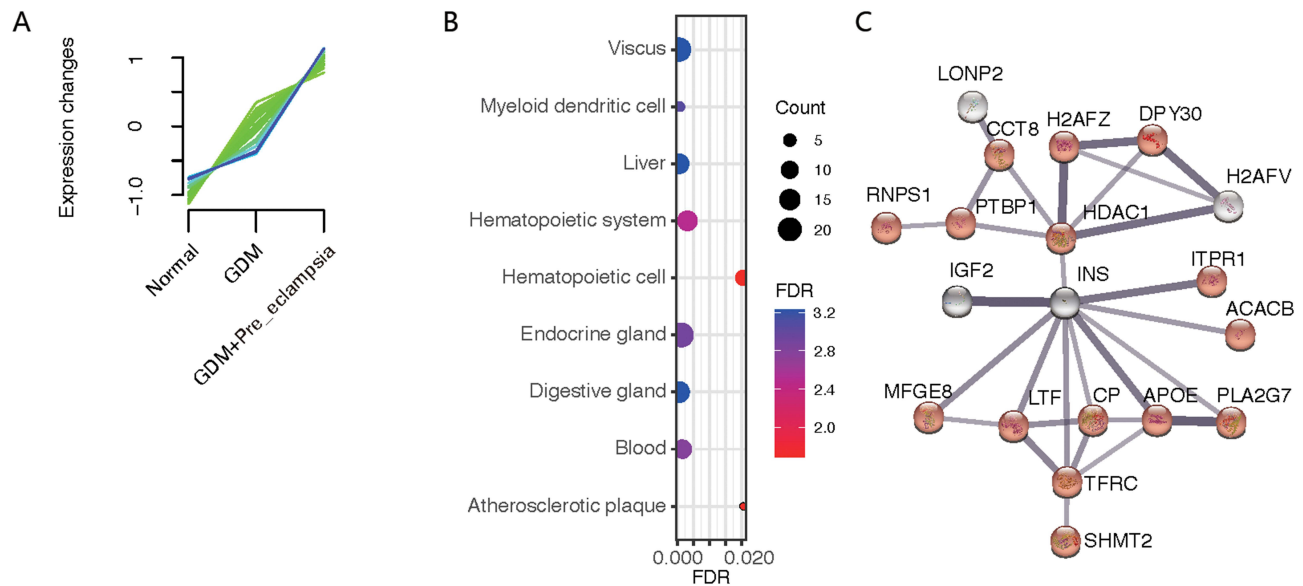 A
Expression changes
1
0
−1.0
Normal
GDM
GDM+Pre_eclampsia
B
Viscus
Myeloid dendritic cell
Liver
Hematopoietic system
Hematopoietic cell
Endocrine gland
Digestive gland
Blood
Atherosclerotic plaque
0.000 0.020
FDR
Count
5
10
15
20
FDR
3.2
2.8
2.4
2.0
C
LONP2
CCT8
H2AFZ
DPY30
H2AFV
RNPS1
PTBP1
HDAC1
IGF2
INS
ITPR1
ACACB
MFGE8
LTF
CP
APOE
PLA2G7
TFRC
SHMT2